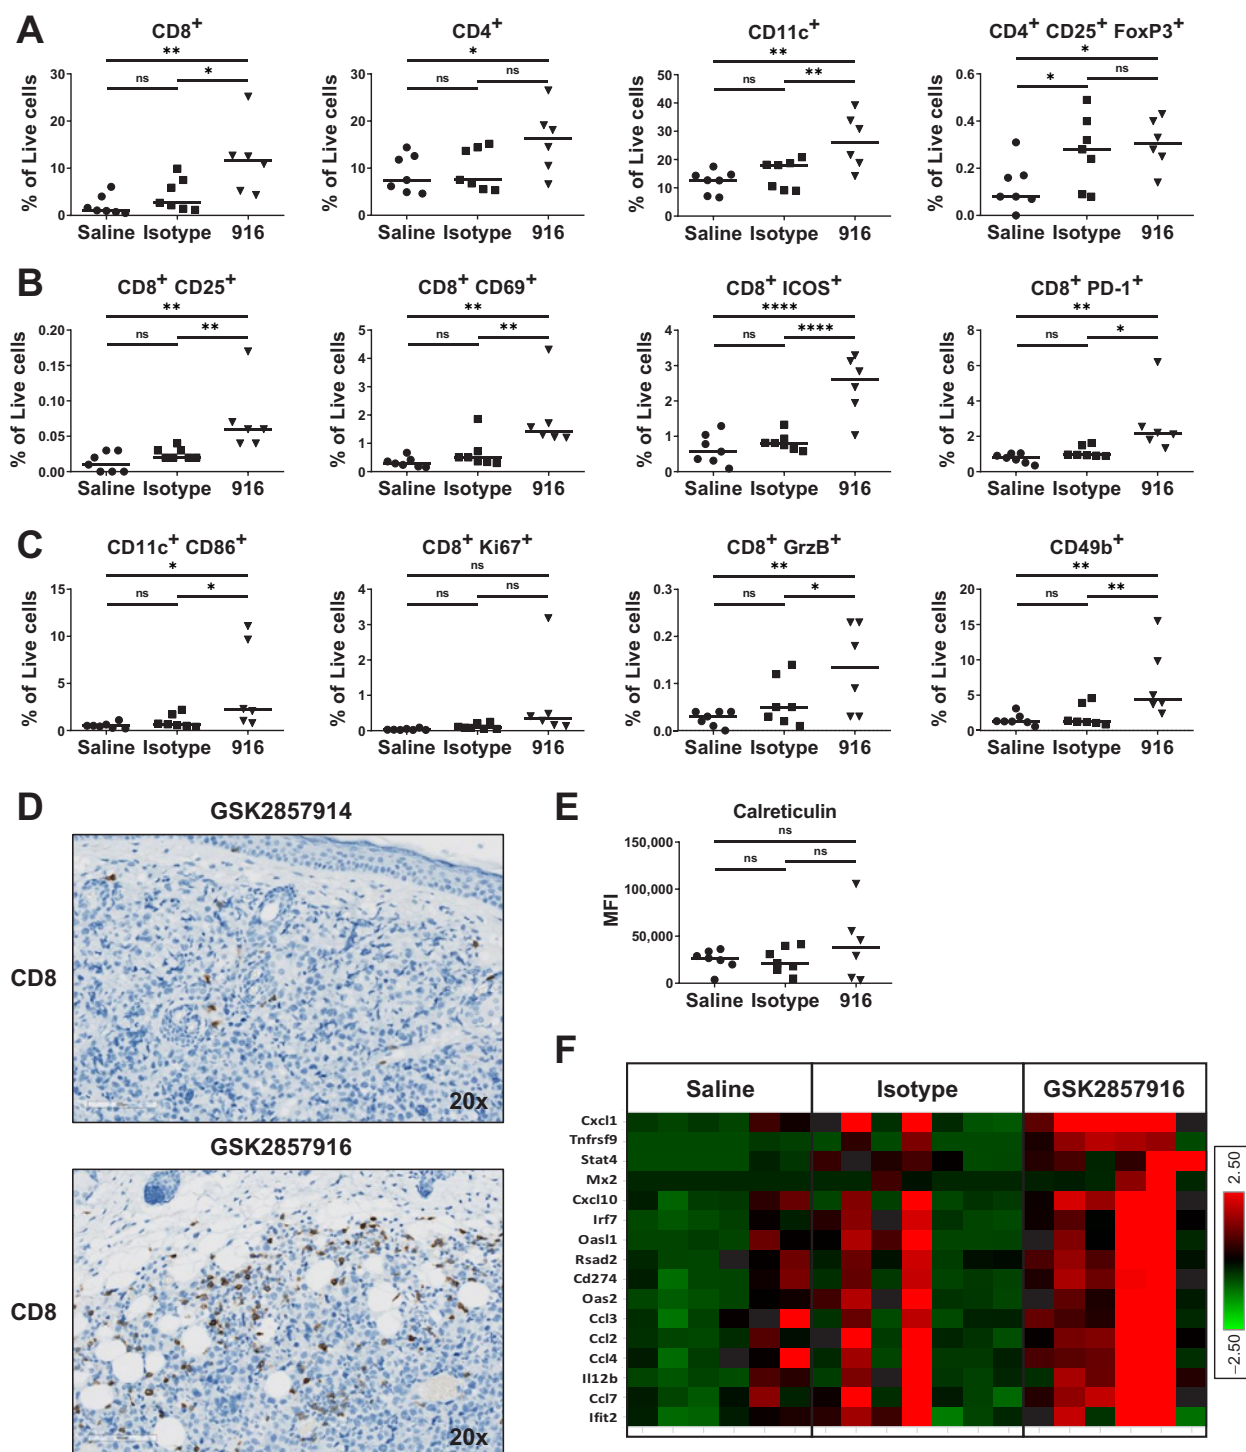 A
CD8+
CD4+
CD11c+
CD4+ CD25+ FoxP3+
** 
ns *
*
ns ns
**
ns **
*
* ns
% of Live cells
30
20
10
0
Saline Isotype 916
% of Live cells
30
20
10
0
Saline Isotype 916
% of Live cells
50
40
30
20
10
0
Saline Isotype 916
% of Live cells
0.6
0.4
0.2
0.0
Saline Isotype 916
B
CD8+ CD25+
CD8+ CD69+
CD8+ ICOS+
CD8+ PD-1+
**
ns **
**
ns **
****
ns ****
**
ns *
% of Live cells
0.20
0.15
0.10
0.05
0.00
Saline Isotype 916
% of Live cells
5
4
3
2
1
0
Saline Isotype 916
% of Live cells
4
3
2
1
0
Saline Isotype 916
% of Live cells
8
6
4
2
0
Saline Isotype 916
C
CD11c+ CD86+
CD8+ Ki67+
CD8+ GrzB+
CD49b+
*
ns *
ns
ns ns
**
ns *
**
ns **
% of Live cells
15
10
5
0
Saline Isotype 916
% of Live cells
4
3
2
1
0
Saline Isotype 916
% of Live cells
0.3
0.2
0.1
0.0
Saline Isotype 916
% of Live cells
20
15
10
5
0
Saline Isotype 916
D
GSK2857914
CD8
20x
GSK2857916
CD8
20x
E
Calreticulin
ns
ns ns
MFI
150,000
100,000
50,000
0
Saline Isotype 916
F
Saline Isotype GSK2857916
Cxcl1
Tnfrsf9
Stat4
Mx2
Cxcl10
Irf7
Oasl1
Rsad2
Cd274
Oas2
Ccl3
Ccl2
Ccl4
Il12b
Ccl7
Ifit2
2.50
−2.50